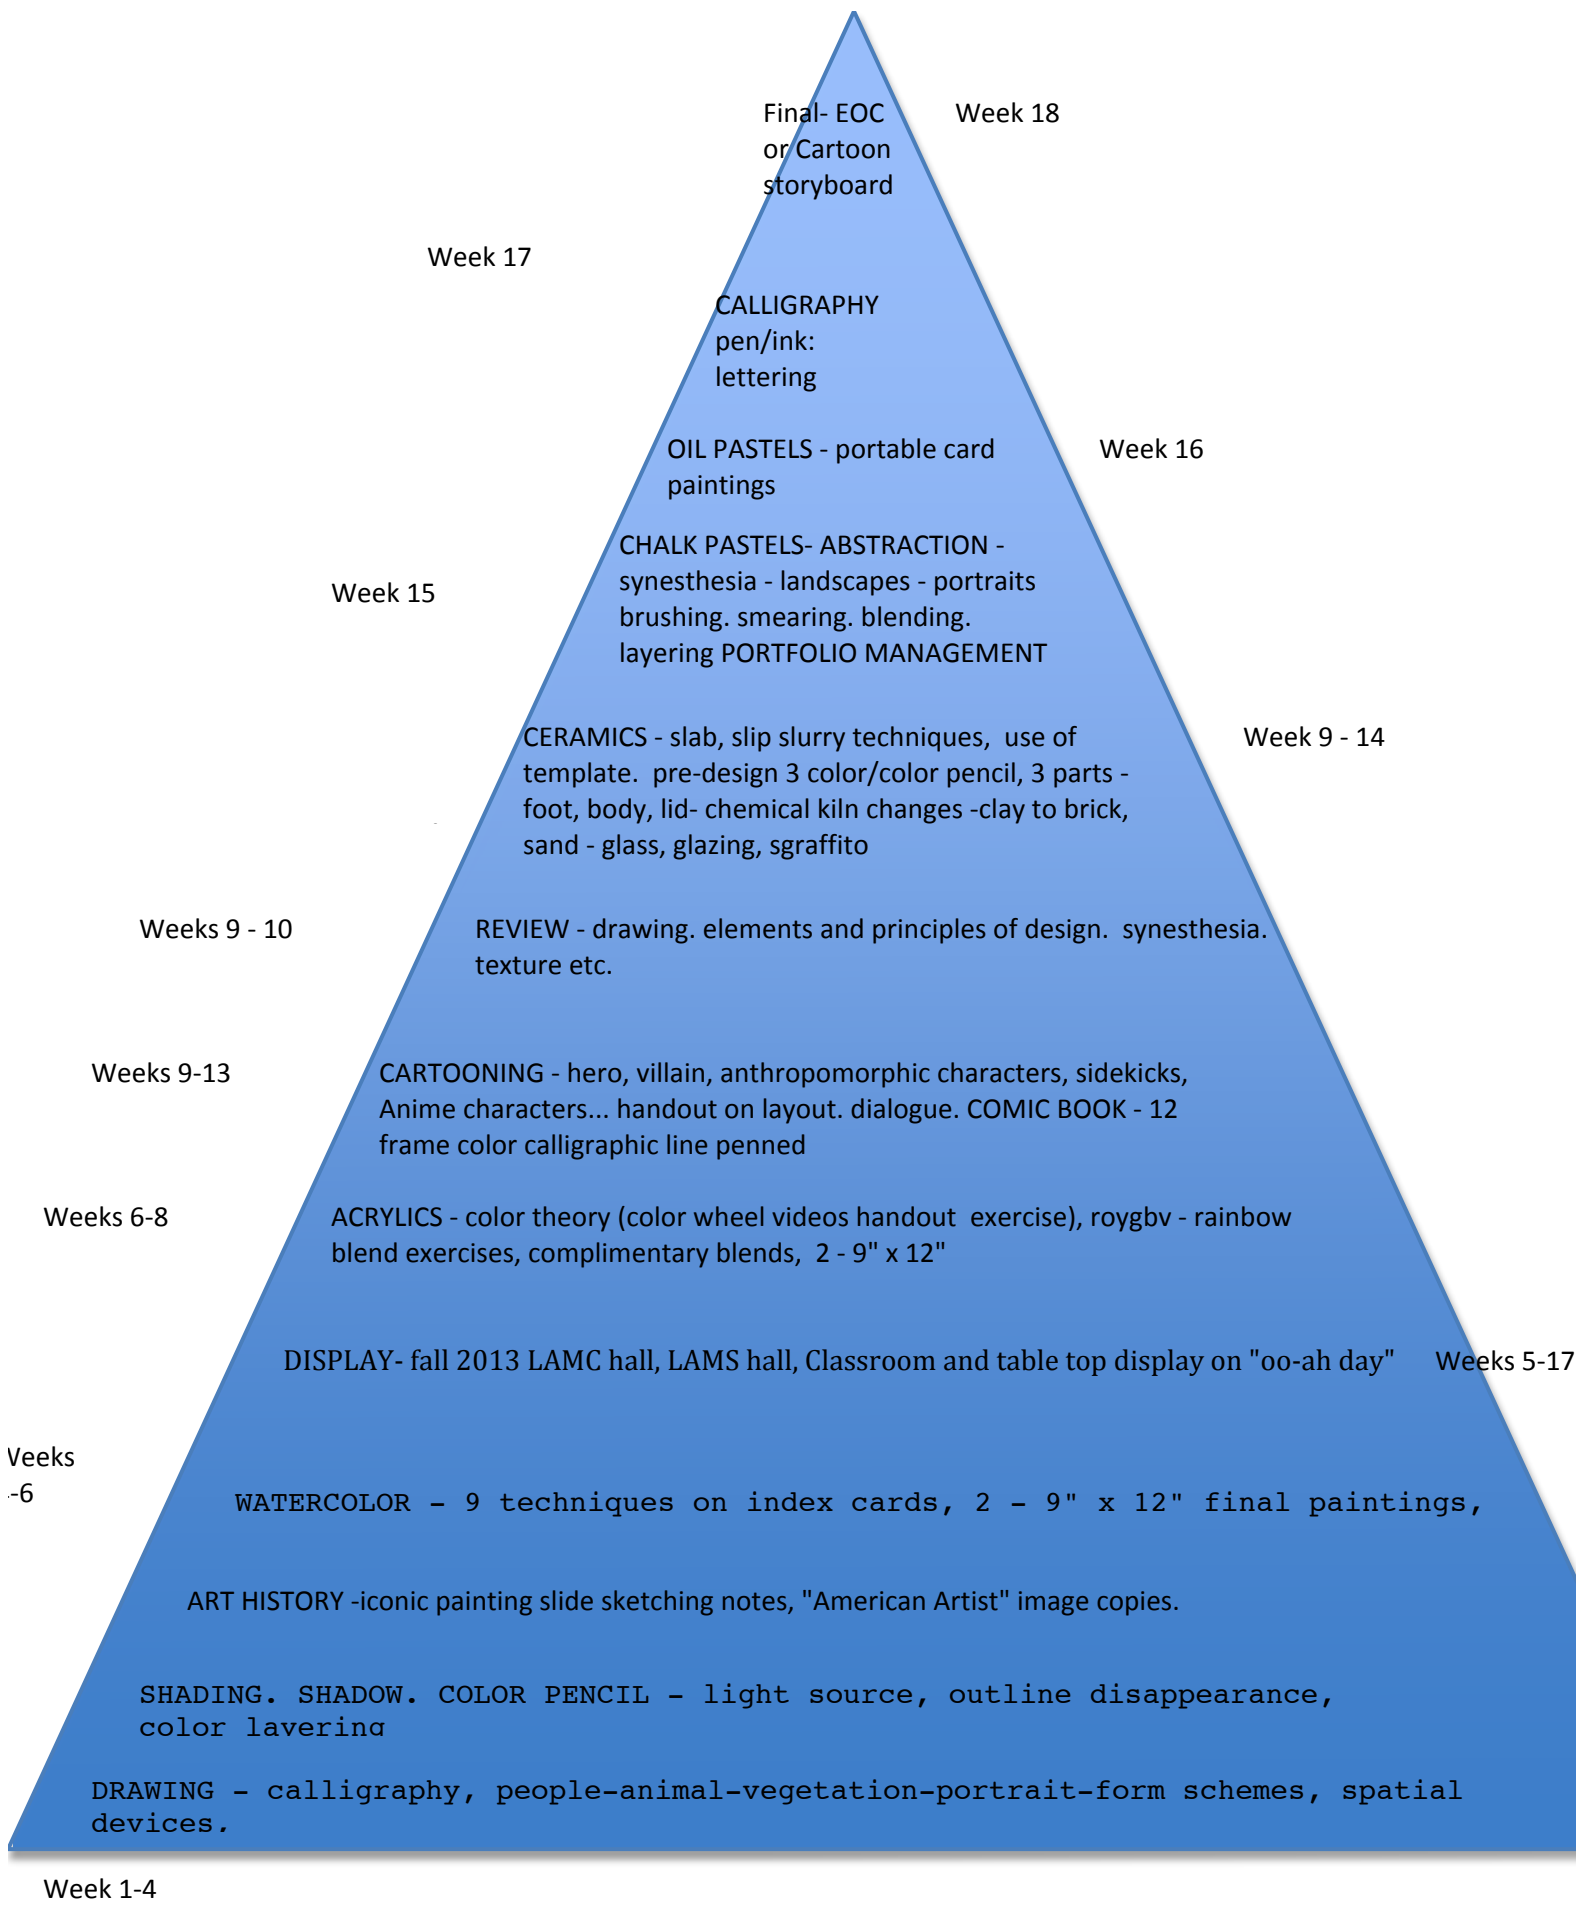 Final- EOC
or Cartoon
storyboard
Week 18
Week 17
CALLIGRAPHY
pen/ink:
lettering
OIL PASTELS - portable card
paintings
Week 16
CHALK PASTELS- ABSTRACTION -
synesthesia - landscapes - portraits
brushing. smearing. blending.
layering PORTFOLIO MANAGEMENT
Week 15
CERAMICS - slab, slip slurry techniques,  use of
template.  pre-design 3 color/color pencil, 3 parts -
foot, body, lid- chemical kiln changes -clay to brick,
sand - glass, glazing, sgraffito
Week 9 - 14
Weeks 9 - 10
REVIEW - drawing. elements and principles of design.  synesthesia.
texture etc.
Weeks 9-13
CARTOONING - hero, villain, anthropomorphic characters, sidekicks,
Anime characters... handout on layout. dialogue. COMIC BOOK - 12
frame color calligraphic line penned
Weeks 6-8
ACRYLICS - color theory (color wheel videos handout  exercise), roygbv - rainbow
blend exercises, complimentary blends,  2 - 9" x 12"
DISPLAY- fall 2013 LAMC hall, LAMS hall, Classroom and table top display on "oo-ah day"
Weeks 5-17
Weeks
-6
WATERCOLOR – 9 techniques on index cards, 2 – 9" x 12" final paintings,
ART HISTORY -iconic painting slide sketching notes, "American Artist" image copies.
SHADING. SHADOW. COLOR PENCIL – light source, outline disappearance,
color layering
DRAWING – calligraphy, people-animal-vegetation-portrait-form schemes, spatial
devices.
Week 1-4